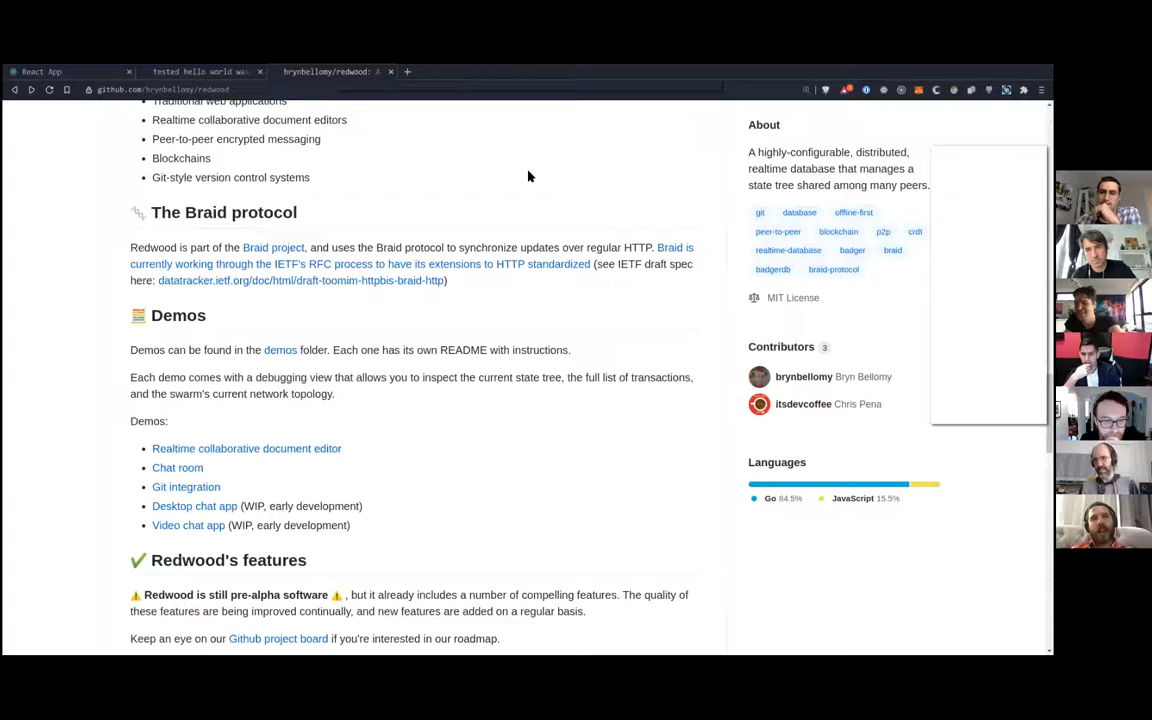 React App
tested hello world was
brynbellomy/redwood: A
github.com/brynbellomy/redwood
Traditional web applications
Realtime collaborative document editors
Peer-to-peer encrypted messaging
Blockchains
Git-style version control systems
The Braid protocol
Redwood is part of the Braid project, and uses the Braid protocol to synchronize updates over regular HTTP. Braid is
currently working through the IETF's RFC process to have its extensions to HTTP standardized (see IETF draft spec
here: datatracker.ietf.org/doc/html/draft-toomim-httpbis-braid-http)
Demos
Demos can be found in the demos folder. Each one has its own README with instructions.
Each demo comes with a debugging view that allows you to inspect the current state tree, the full list of transactions,
and the swarm's current network topology.
Demos:
Realtime collaborative document editor
Chat room
Git integration
Desktop chat app (WIP, early development)
Video chat app (WIP, early development)
Redwood's features
Redwood is still pre-alpha software , but it already includes a number of compelling features. The quality of
these features are being improved continually, and new features are added on a regular basis.
Keep an eye on our Github project board if you're interested in our roadmap.
About
A highly-configurable, distributed,
realtime database that manages a
state tree shared among many peers.
git database offline-first
peer-to-peer blockchain p2p crdt
realtime-database badger braid
badgerdb braid-protocol
MIT License
Contributors 3
brynbellomy Bryn Bellomy
itsdevcoffee Chris Pena
Languages
Go 84.5% JavaScript 15.5%